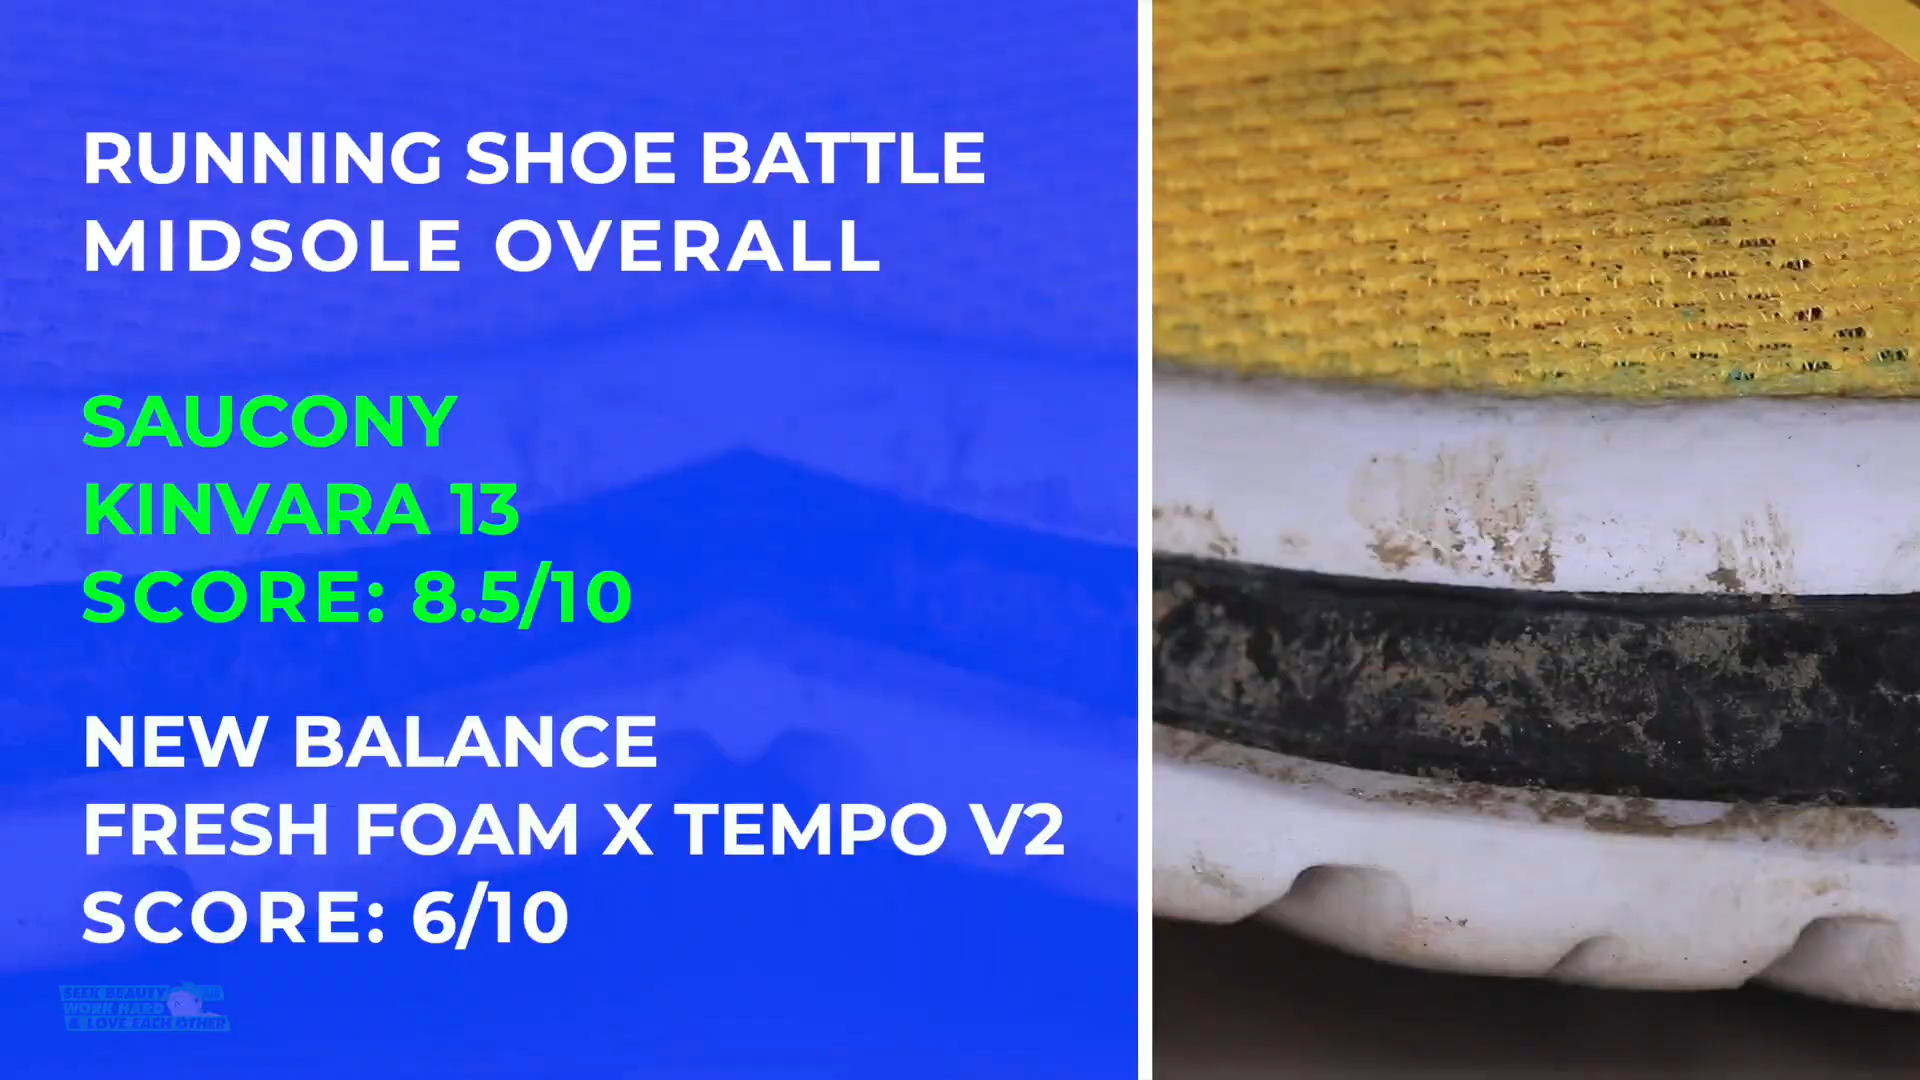 RUNNING SHOE BATTLE
MIDSOLE OVERALL
SAUCONY
KINVARA 13
SCORE: 8.5/10
NEW BALANCE
FRESH FOAM X TEMPO V2
SCORE: 6/10
SEEK BEAUTY
WORK HARD
& LOVE EACH OTHER